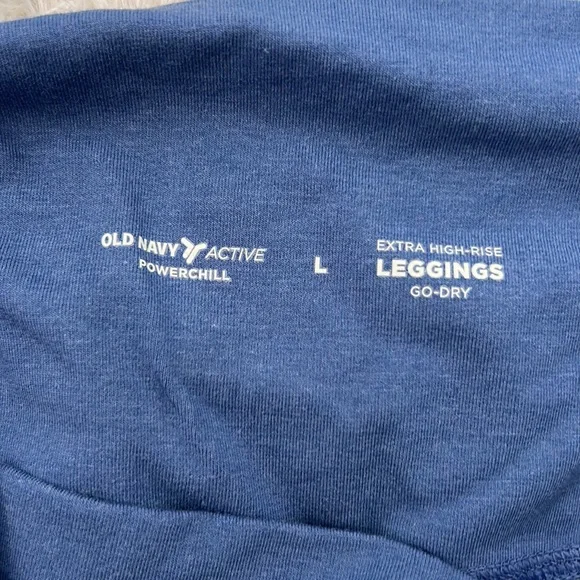 OLD NAVY ACTIVE
POWERCHILL
L
EXTRA HIGH-RISE
LEGGINGS
GO-DRY